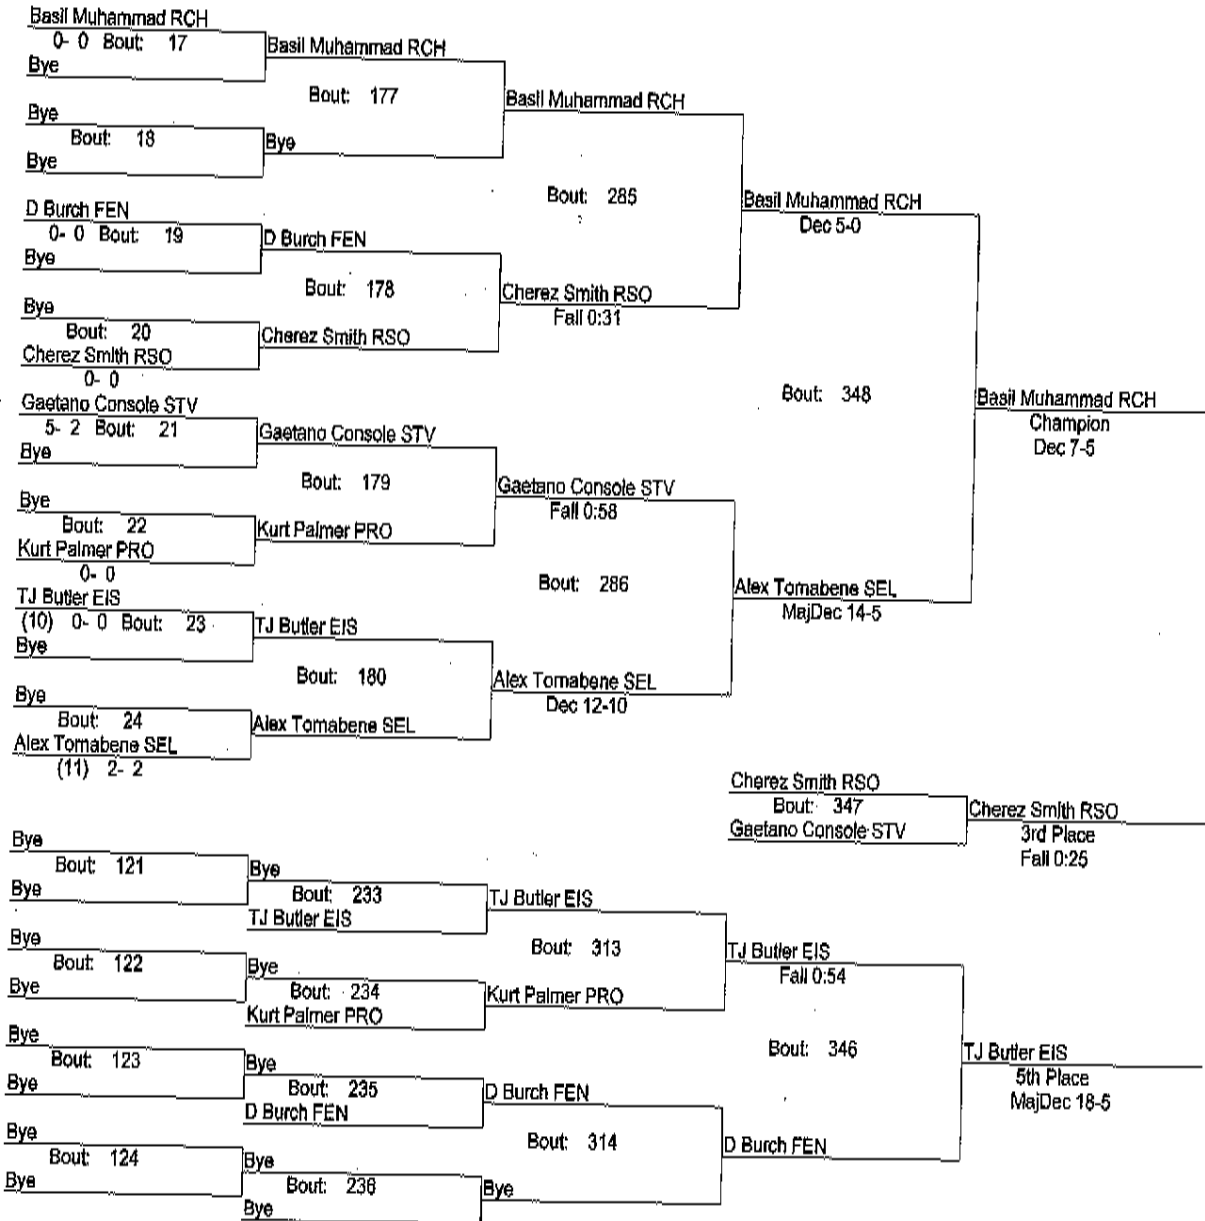 Basil Muhammad RCH
0- 0 Bout: 17
Basil Muhammad RCH
Bye
Bout: 177
Basil Muhammad RCH
Bye
Bout: 18
Bye
Bye
Bout: 285
Basil Muhammad RCH
Dec 5-0
D Burch FEN
0- 0 Bout: 19
D Burch FEN
Bye
Bout: 178
Cherez Smith RSO
Fall 0:31
Bye
Bout: 20
Cherez Smith RSO
Cherez Smith RSO
0- 0
Bout: 348
Basil Muhammad RCH
Champion
Dec 7-5
Gaetano Console STV
5- 2 Bout: 21
Gaetano Console STV
Bye
Bout: 179
Gaetano Console STV
Fall 0:58
Bye
Bout: 22
Kurt Palmer PRO
Kurt Palmer PRO
0- 0
Bout: 286
Alex Tornabene SEL
MajDec 14-5
TJ Butler EIS
(10) 0- 0 Bout: 23
TJ Butler EIS
Bye
Bout: 180
Alex Tornabene SEL
Dec 12-10
Bye
Bout: 24
Alex Tornabene SEL
Alex Tornabene SEL
(11) 2- 2
Cherez Smith RSO
Bout: 347
Cherez Smith RSO
Gaetano Console STV
3rd Place
Fall 0:25
Bye
Bout: 121
Bye
Bye
Bout: 233
TJ Butler EIS
TJ Butler EIS
Bout: 313
TJ Butler EIS
Fall 0:54
Bye
Bout: 122
Bye
Bye
Bout: 234
Kurt Palmer PRO
Kurt Palmer PRO
Bout: 346
TJ Butler EIS
5th Place
MajDec 18-5
Bye
Bout: 123
Bye
Bye
Bout: 235
D Burch FEN
D Burch FEN
Bout: 314
D Burch FEN
Bye
Bout: 124
Bye
Bye
Bout: 236
Bye
Bye